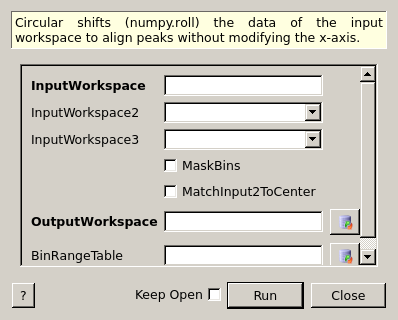 Circular shifts (numpy.roll) the data of the input
workspace to align peaks without modifying the x-axis.
InputWorkspace
InputWorkspace2
InputWorkspace3
MaskBins
MatchInput2ToCenter
OutputWorkspace
BinRangeTable
? Keep Open Run Close